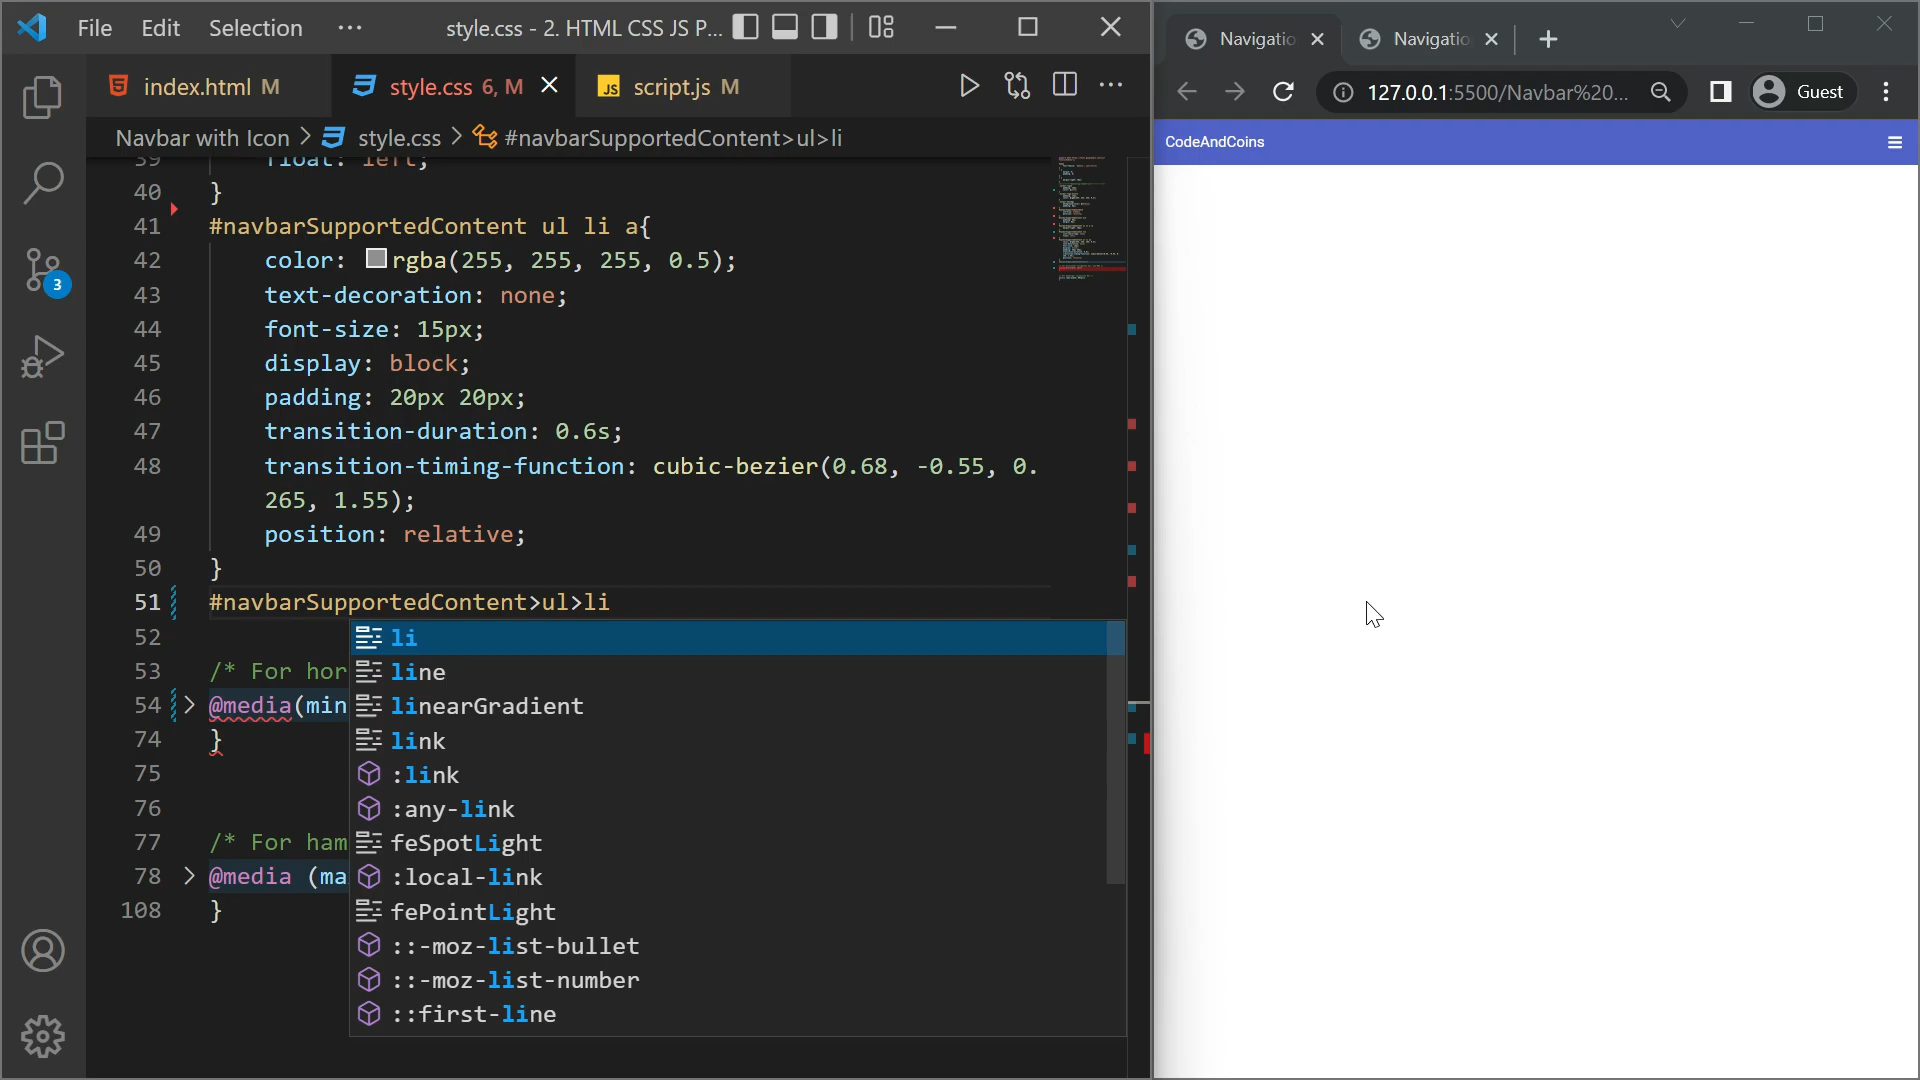 File Edit Selection ··· style.css - 2. HTML CSS JS P...
index.html M style.css 6, M script.js M
Navbar with Icon > style.css > #navbarSupportedContent>ul>li
39 float: left;
40 }
41 #navbarSupportedContent ul li a{
42 color: rgba(255, 255, 255, 0.5);
43 text-decoration: none;
44 font-size: 15px;
45 display: block;
46 padding: 20px 20px;
47 transition-duration: 0.6s;
48 transition-timing-function: cubic-bezier(0.68, -0.55, 0.
265, 1.55);
49 position: relative;
50 }
51 #navbarSupportedContent>ul>li
52
53 /* For hor
54 @media(min
74 }
75
76
77 /* For ham
78 @media (ma
108 }
li
line
linearGradient
link
:link
:any-link
feSpotLight
:local-link
fePointLight
::-moz-list-bullet
::-moz-list-number
::first-line
3
JS
Navigatio Navigatio
127.0.0.1:5500/Navbar%20... Guest
CodeAndCoins